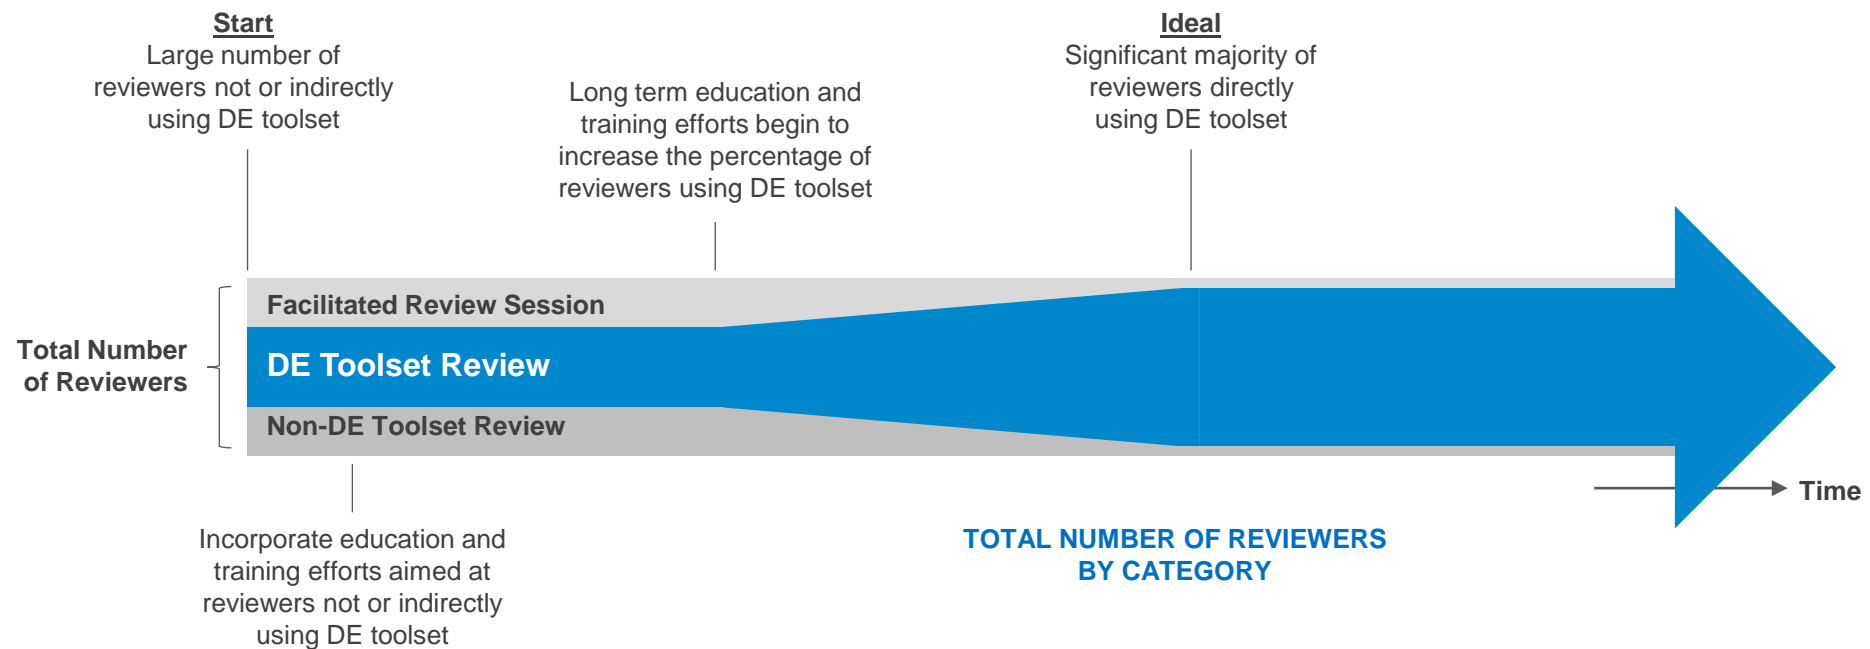 Start
Large number of
reviewers not or indirectly
using DE toolset
Long term education and
training efforts begin to
increase the percentage of
reviewers using DE toolset
Ideal
Significant majority of
reviewers directly
using DE toolset
Total Number
of Reviewers
Facilitated Review Session
DE Toolset Review
Non-DE Toolset Review
Time
Incorporate education and
training efforts aimed at
reviewers not or indirectly
using DE toolset
TOTAL NUMBER OF REVIEWERS
BY CATEGORY